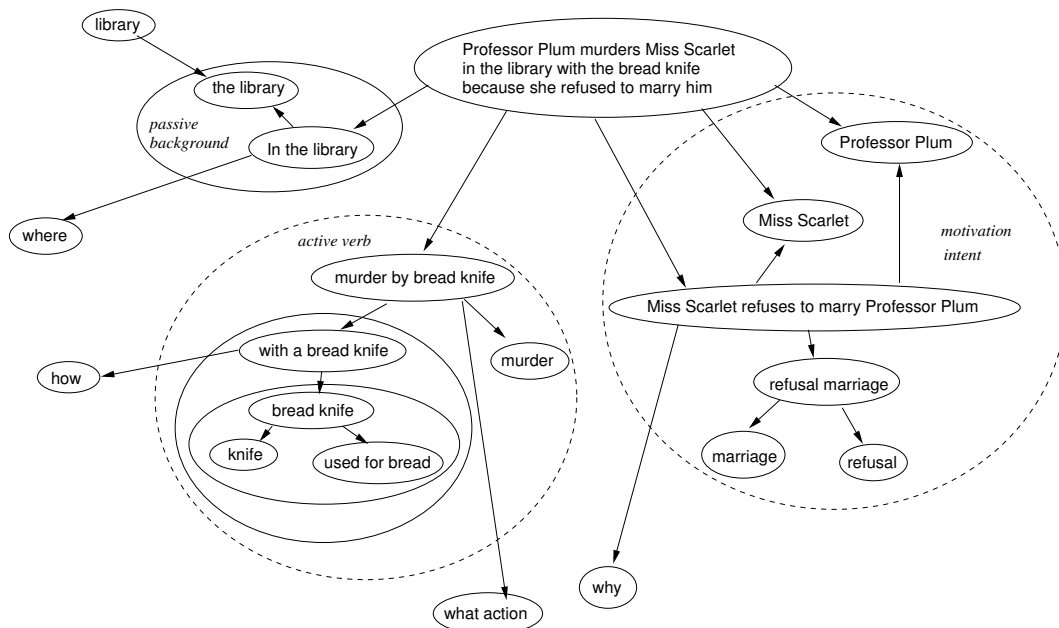 library
Professor Plum murders Miss Scarlet
in the library with the bread knife
because she refused to marry him
the library
passive
background
In the library
Professor Plum
where
Miss Scarlet
motivation
intent
active verb
murder by bread knife
Miss Scarlet refuses to marry Professor Plum
with a bread knife
murder
how
refusal marriage
bread knife
knife
used for bread
marriage
refusal
why
what action